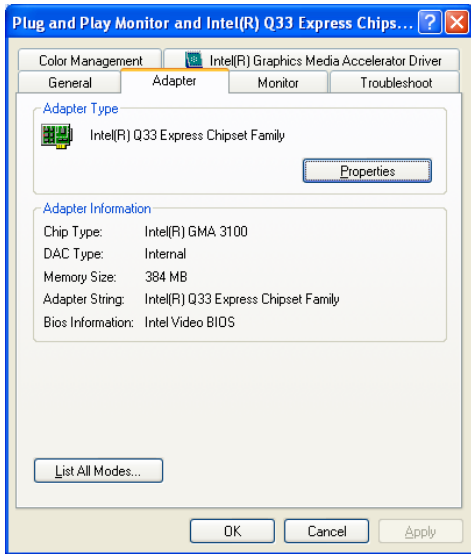 Plug and Play Monitor and Intel(R) Q33 Express Chips... ? X
Color Management Intel(R) Graphics Media Accelerator Driver
General Adapter Monitor Troubleshoot
Adapter Type
Intel(R) Q33 Express Chipset Family
Properties
Adapter Information
Chip Type: Intel(R) GMA 3100
DAC Type: Internal
Memory Size: 384 MB
Adapter String: Intel(R) Q33 Express Chipset Family
Bios Information: Intel Video BIOS
List All Modes...
OK Cancel Apply